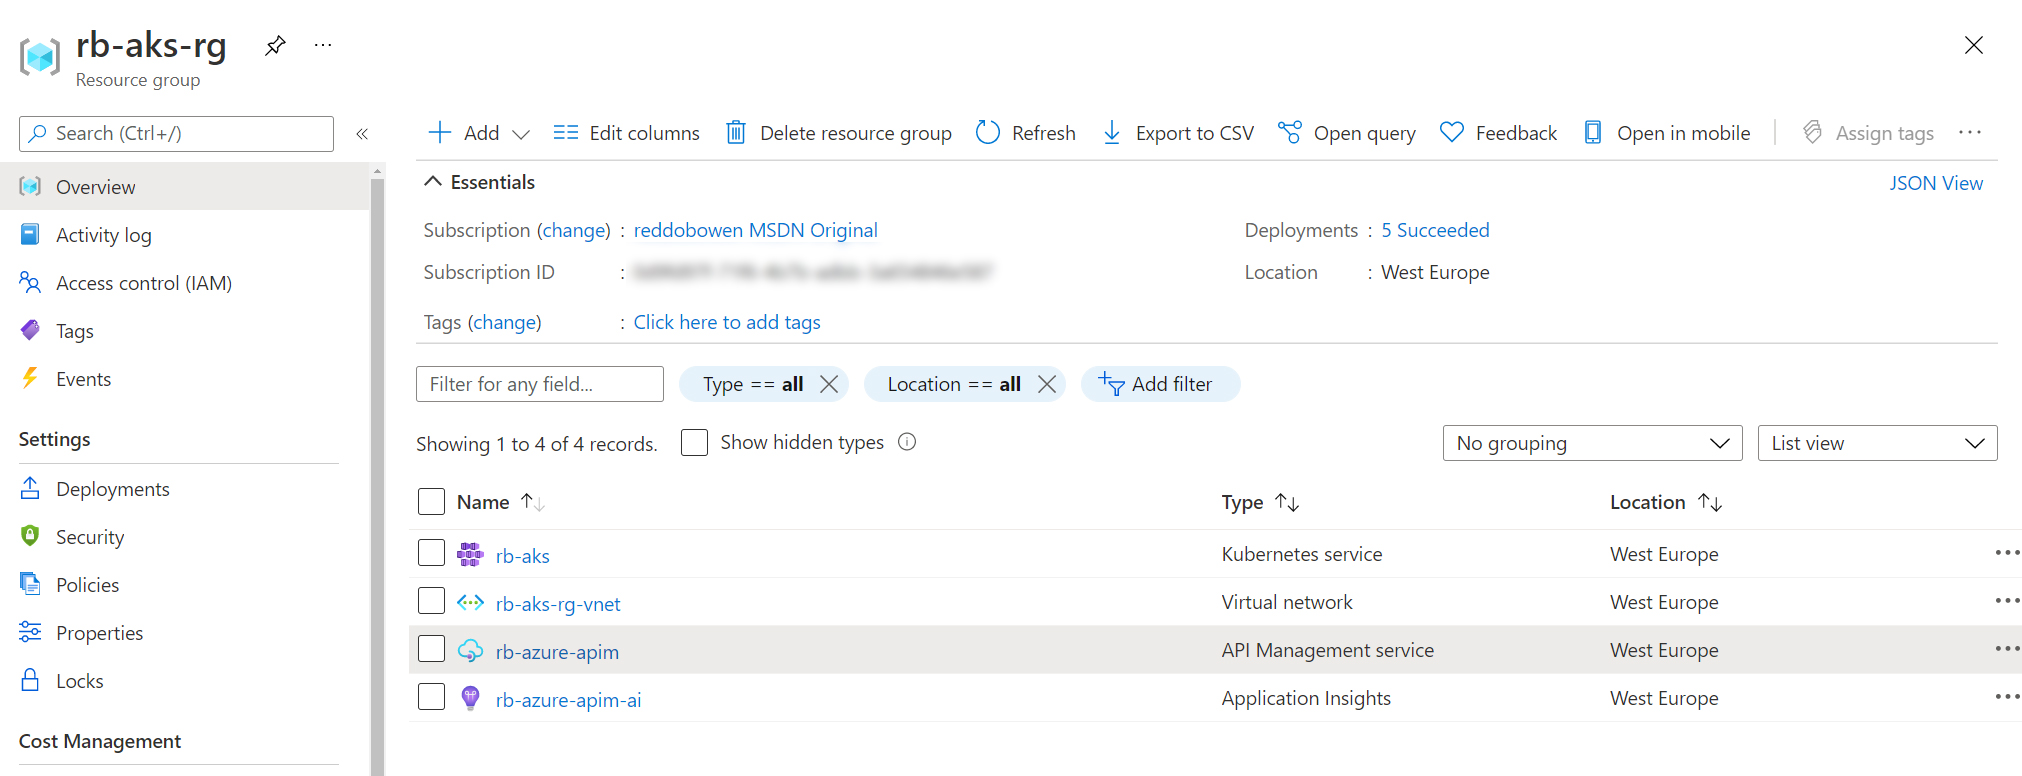 rb-aks-rg
Resource group
Search (Ctrl+/)
Overview
Activity log
Access control (IAM)
Tags
Events
Settings
Deployments
Security
Policies
Properties
Locks
Cost Management
Add
Edit columns
Delete resource group
Refresh
Export to CSV
Open query
Feedback
Open in mobile
Assign tags
Essentials
JSON View
Subscription (change) : reddobowen MSDN Original
Deployments : 5 Succeeded
Subscription ID :
Location : West Europe
Tags (change) : Click here to add tags
Filter for any field...
Type == all
Location == all
Add filter
Showing 1 to 4 of 4 records.
Show hidden types
No grouping
List view
Name Type Location
rb-aks Kubernetes service West Europe
rb-aks-rg-vnet Virtual network West Europe
rb-azure-apim API Management service West Europe
rb-azure-apim-ai Application Insights West Europe